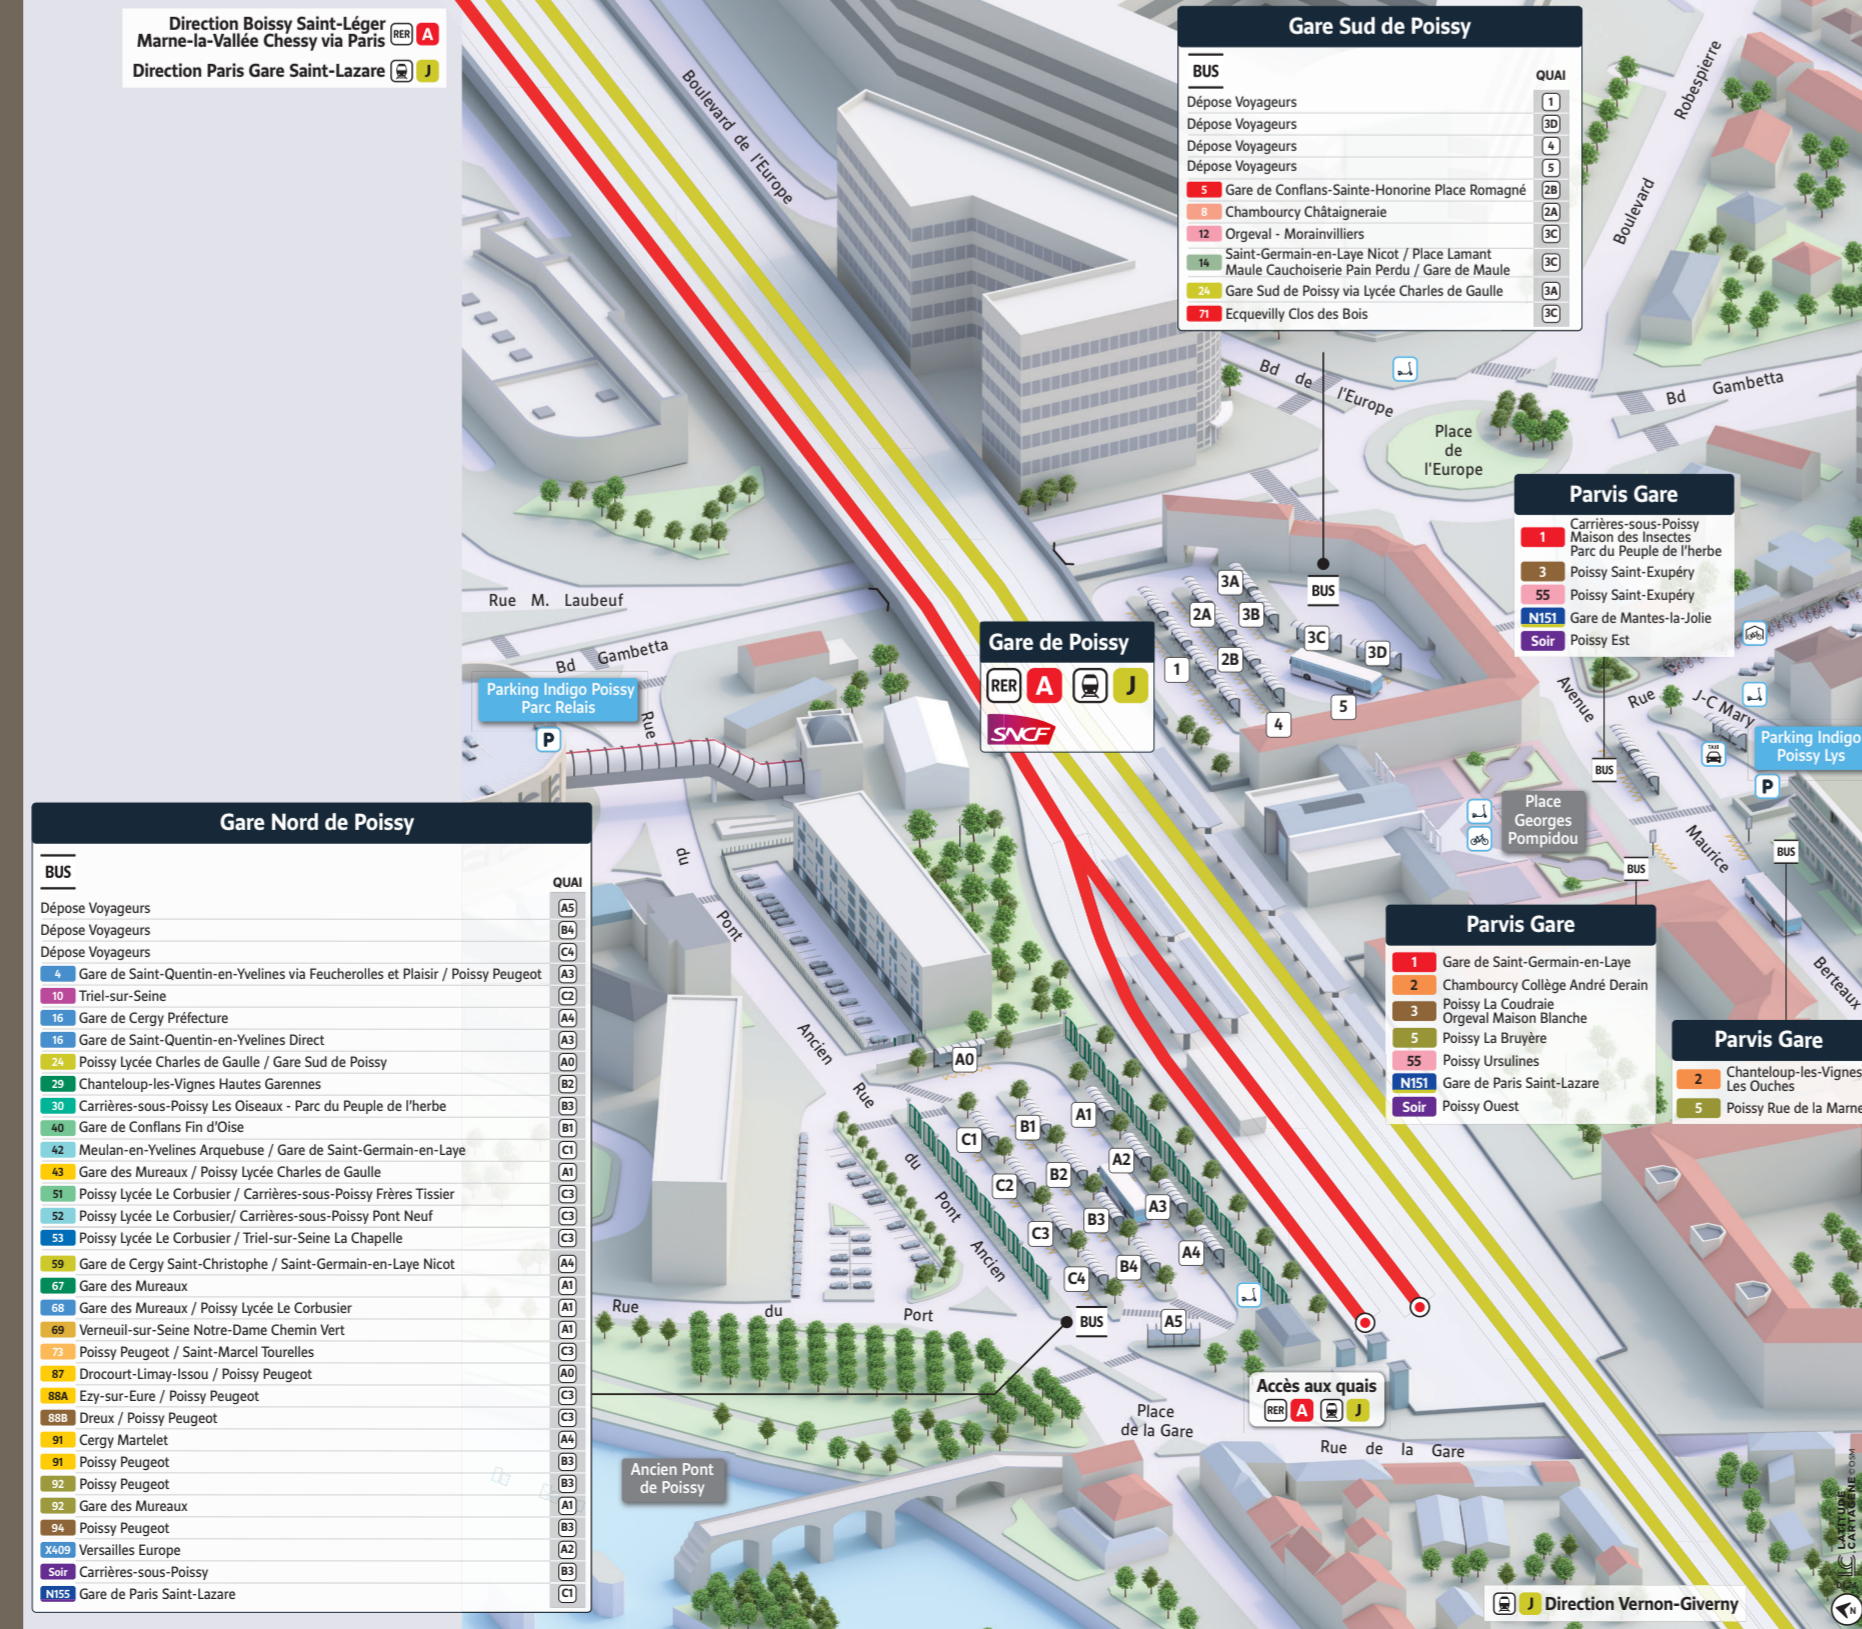 Direction Boissy Saint-Léger
Marne-la-Vallée Chessy via Paris RER A
Direction Paris Gare Saint-Lazare J
Boulevard de l'Europe
Gare Sud de Poissy
BUS QUAI
Dépose Voyageurs 1
Dépose Voyageurs 3D
Dépose Voyageurs 4
Dépose Voyageurs 5
5 Gare de Conflans-Sainte-Honorine Place Romagné 2B
8 Chambourcy Châtaigneraie 2A
12 Orgeval - Morainvilliers 3C
14 Saint-Germain-en-Laye Nicot / Place Lamant
Maule Cauchoiserie Pain Perdu / Gare de Maule 3C
24 Gare Sud de Poissy via Lycée Charles de Gaulle 3A
71 Ecquevilly Clos des Bois 3C
Boulevard Robespierre
Bd de l'Europe
Bd Gambetta
Place
de
l'Europe
Parvis Gare
1 Carrières-sous-Poissy
Maison des Insectes
Parc du Peuple de l'herbe
3 Poissy Saint-Exupéry
55 Poissy Saint-Exupéry
N151 Gare de Mantes-la-Jolie
Soir Poissy Est
Rue M. Laubeuf
Bd Gambetta
BUS
3A
2A
3B
3C
3D
2B
1
4
5
Gare de Poissy
RER A J
SNCF
Parking Indigo Poissy
Parc Relais
P
Rue du Pont Ancien
Avenue Maurice Berteaux
Rue J-C Mary
TAXI
Parking Indigo
Poissy Lys
P
BUS
Place
Georges
Pompidou
BUS
BUS
Parvis Gare
1 Gare de Saint-Germain-en-Laye
2 Chambourcy Collège André Derain
3 Poissy La Coudraie
Orgeval Maison Blanche
5 Poissy La Bruyère
55 Poissy Ursulines
N151 Gare de Paris Saint-Lazare
Soir Poissy Ouest
Parvis Gare
2 Chanteloup-les-Vignes
Les Ouches
5 Poissy Rue de la Marne
Gare Nord de Poissy
BUS
QUAI
Dépose Voyageurs A5
Dépose Voyageurs B4
Dépose Voyageurs C4
4 Gare de Saint-Quentin-en-Yvelines via Feucherolles et Plaisir / Poissy Peugeot A3
10 Triel-sur-Seine C2
16 Gare de Cergy Préfecture A4
16 Gare de Saint-Quentin-en-Yvelines Direct A3
24 Poissy Lycée Charles de Gaulle / Gare Sud de Poissy A0
29 Chanteloup-les-Vignes Hautes Garennes B2
30 Carrières-sous-Poissy Les Oiseaux - Parc du Peuple de l'herbe B3
40 Gare de Conflans Fin d'Oise B1
42 Meulan-en-Yvelines Arquebuse / Gare de Saint-Germain-en-Laye C1
43 Gare des Mureaux / Poissy Lycée Charles de Gaulle A1
51 Poissy Lycée Le Corbusier / Carrières-sous-Poissy Frères Tissier C3
52 Poissy Lycée Le Corbusier/ Carrières-sous-Poissy Pont Neuf C3
53 Poissy Lycée Le Corbusier / Triel-sur-Seine La Chapelle C3
59 Gare de Cergy Saint-Christophe / Saint-Germain-en-Laye Nicot A4
67 Gare des Mureaux A1
68 Gare des Mureaux / Poissy Lycée Le Corbusier A1
69 Verneuil-sur-Seine Notre-Dame Chemin Vert A1
73 Poissy Peugeot / Saint-Marcel Tourelles C3
87 Drocourt-Limay-Issou / Poissy Peugeot A0
88A Ezy-sur-Eure / Poissy Peugeot C3
88B Dreux / Poissy Peugeot C3
91 Cergy Martelet A4
91 Poissy Peugeot B3
92 Poissy Peugeot B3
92 Gare des Mureaux A1
94 Poissy Peugeot B3
X409 Versailles Europe A2
Soir Carrières-sous-Poissy B3
N155 Gare de Paris Saint-Lazare C1
A0
Rue du Pont Ancien
A1
B1
C1
A2
B2
C2
A3
B3
C3
A4
B4
C4
BUS
A5
Rue du Port
Accès aux quais
RER A J
Place
de la Gare
Rue de la Gare
Ancien Pont
de Poissy
J Direction Vernon-Giverny
LATITUDE
CARTAGENE ©OSM
N